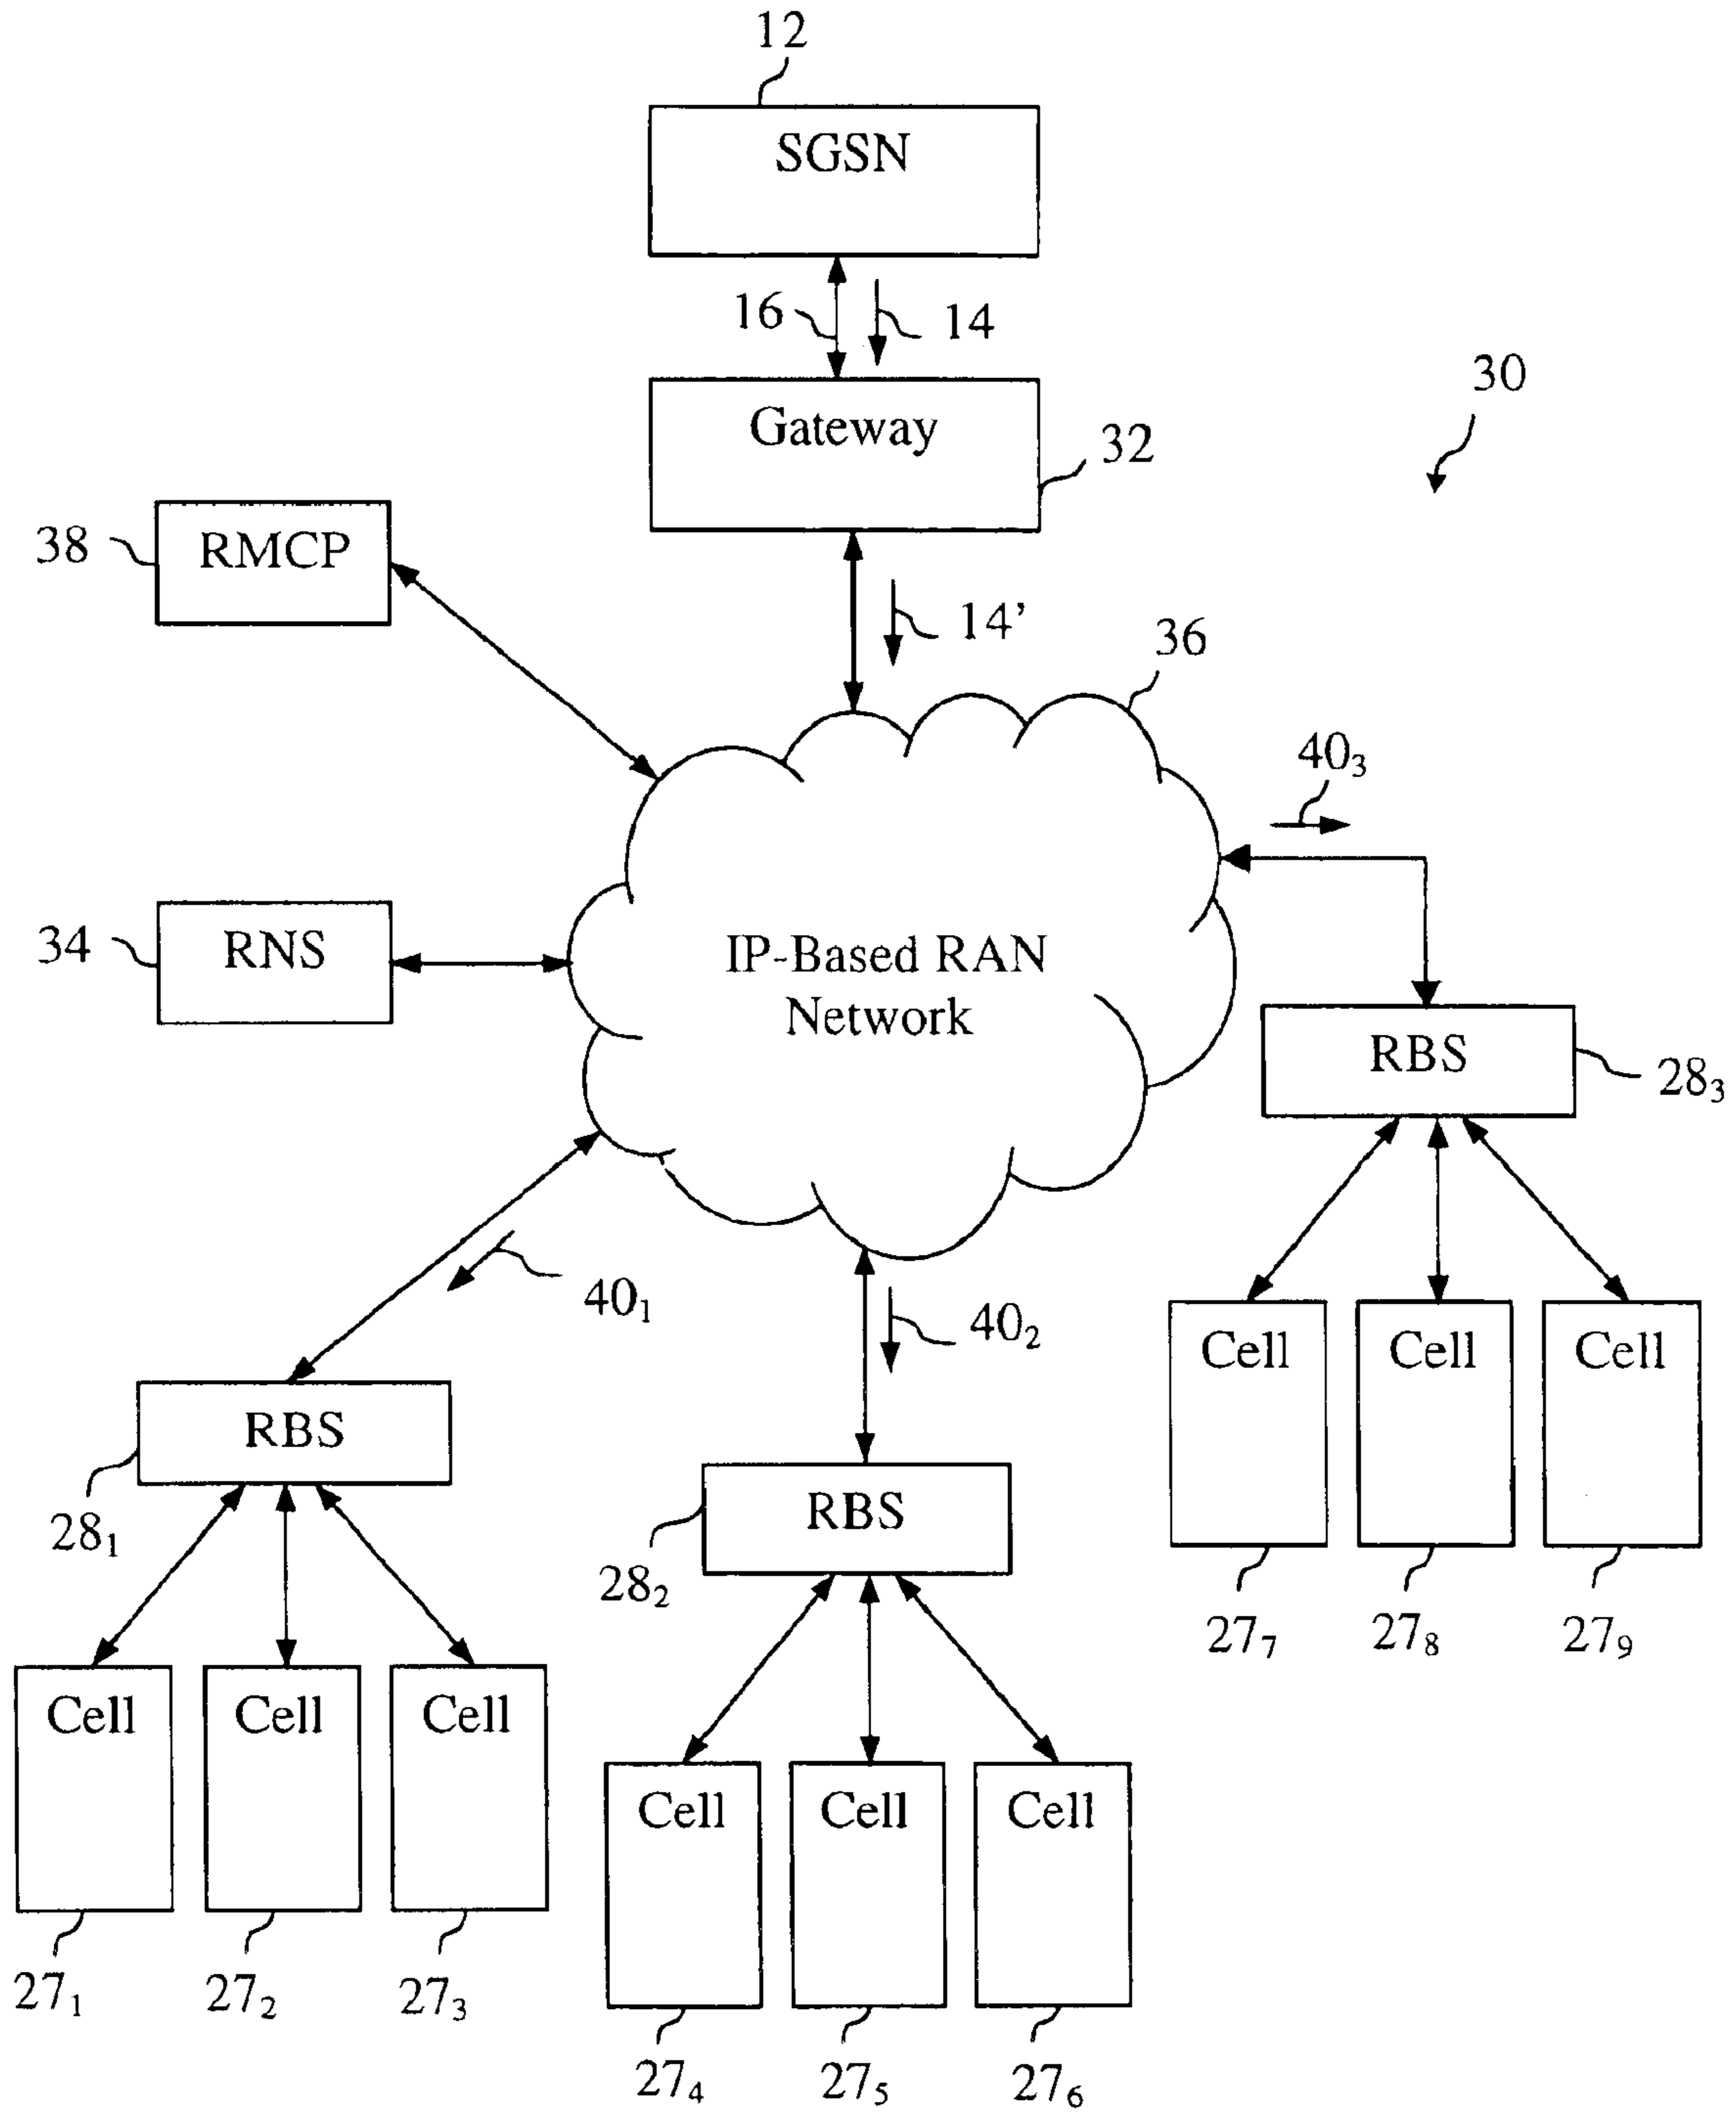 12
SGSN
16
14
30
Gateway
32
38
RMCP
14’
36
40₃
34
RNS
IP-Based RAN
Network
RBS
28₃
40₁
40₂
Cell
Cell
Cell
RBS
28₁
RBS
28₂
27₇
27₈
27₉
Cell
Cell
Cell
Cell
Cell
Cell
27₁
27₂
27₃
27₄
27₅
27₆